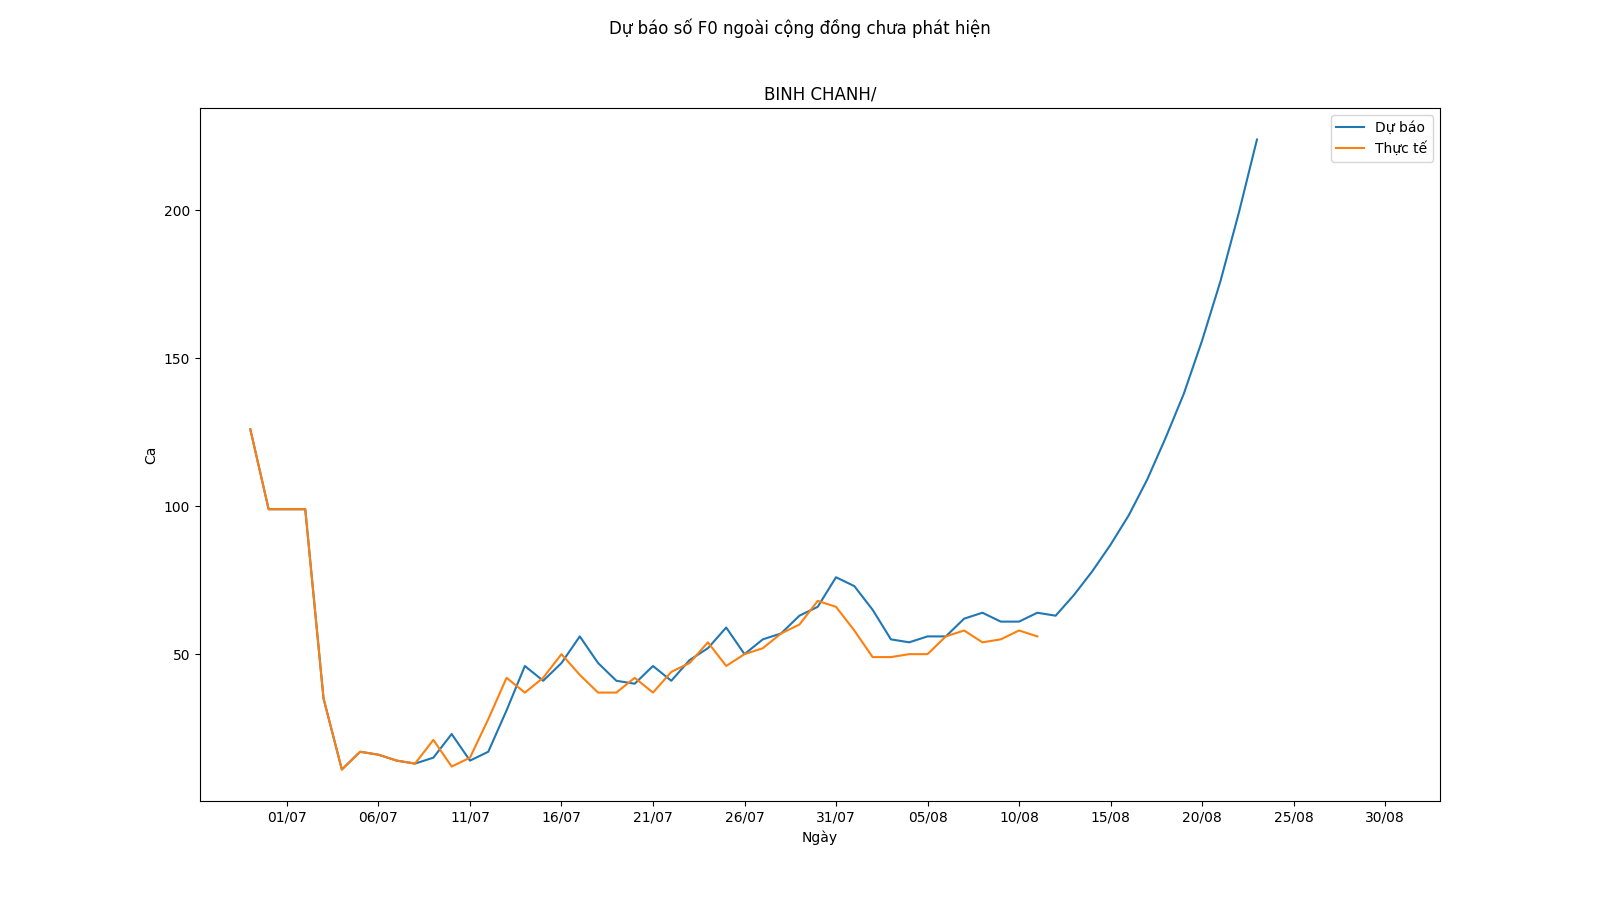 Dự báo số F0 ngoài cộng đồng chưa phát hiện
BINH CHANH/
Dự báo
Thực tế
200
150
100
50
Ca
01/07 06/07 11/07 16/07 21/07 26/07 31/07 05/08 10/08 15/08 20/08 25/08 30/08
Ngày